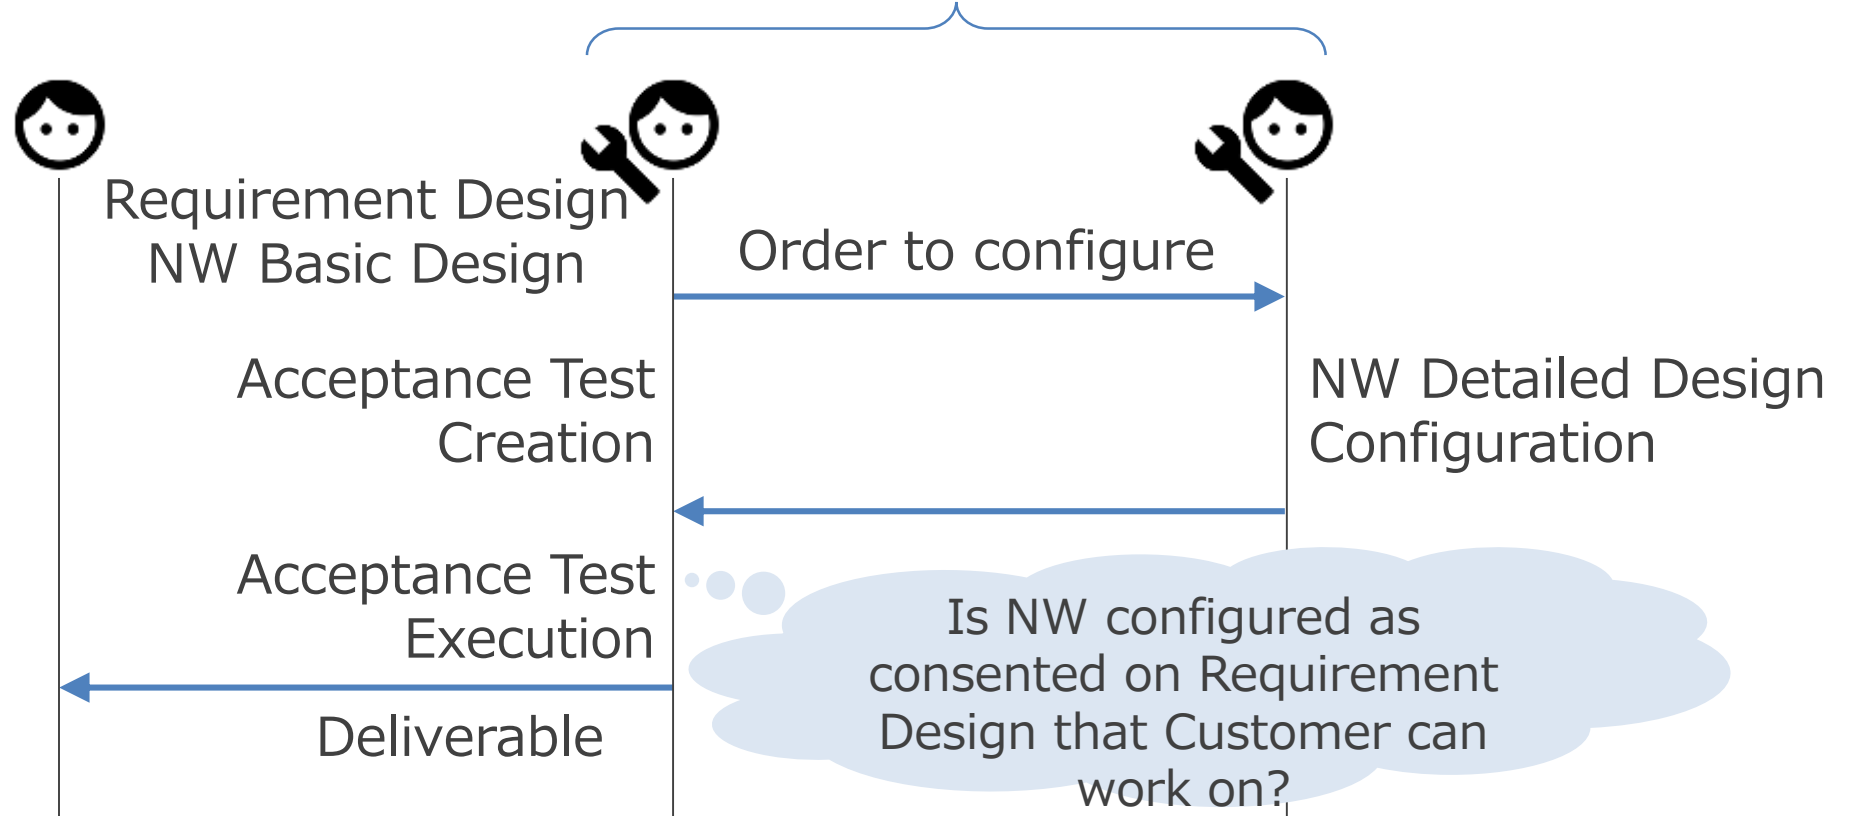 Requirement Design
NW Basic Design
Order to configure
Acceptance Test
Creation
NW Detailed Design
Configuration
Acceptance Test
Execution
Is NW configured as
consented on Requirement
Design that Customer can
work on?
Deliverable